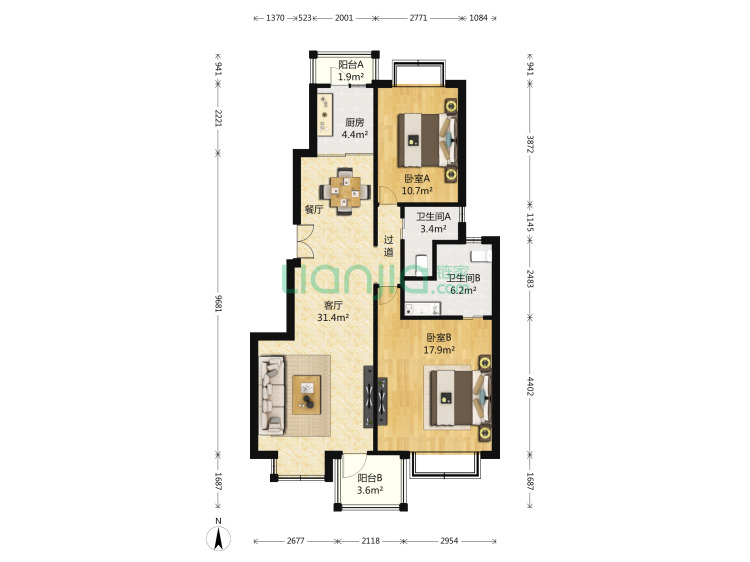 1370 523 2001 2771 1084
941 2221 9681 1687
941 3872 1145 2483 4402 1687
阳台A
1.9m²
厨房
4.4m²
卧室A
10.7m²
餐厅
卫生间A
3.4m²
过道
lianjia.com
链家
卫生间B
6.2m²
客厅
31.4m²
卧室B
17.9m²
阳台B
3.6m²
N
2677 2118 2954